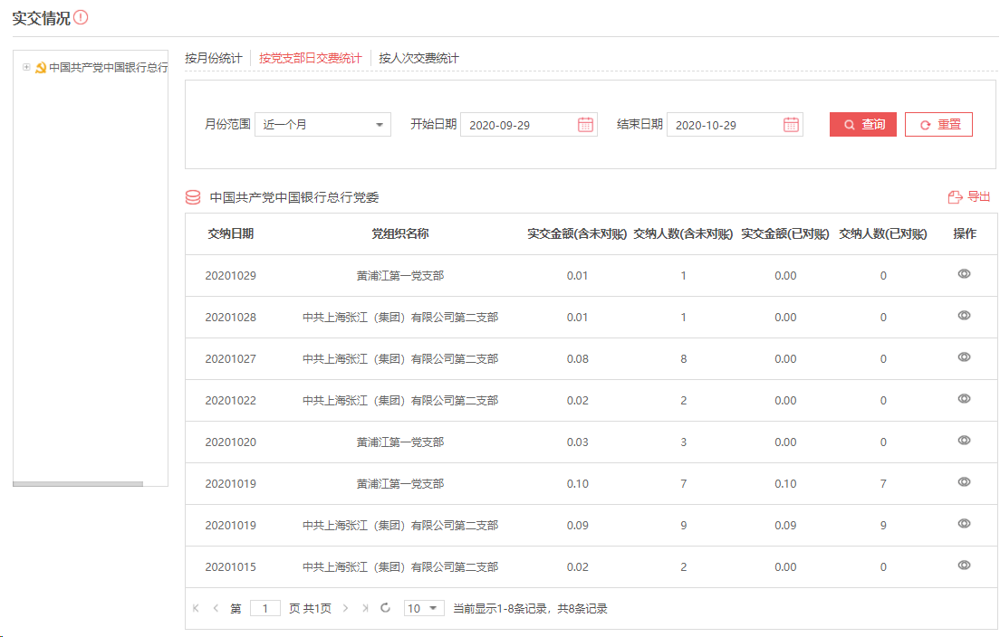 实交情况
中国共产党中国银行总行
按月份统计 按党支部日交费统计 按人次交费统计
月份范围 近一个月 开始日期 2020-09-29 结束日期 2020-10-29 查询 重置
中国共产党中国银行总行党委 导出
交纳日期 党组织名称 实交金额(含未对账) 交纳人数(含未对账) 实交金额(已对账) 交纳人数(已对账) 操作
20201029 黄浦江第一党支部 0.01 1 0.00 0
20201028 中共上海张江（集团）有限公司第二支部 0.01 1 0.00 0
20201027 中共上海张江（集团）有限公司第二支部 0.08 8 0.00 0
20201022 中共上海张江（集团）有限公司第二支部 0.02 2 0.00 0
20201020 黄浦江第一党支部 0.03 3 0.00 0
20201019 黄浦江第一党支部 0.10 7 0.10 7
20201019 中共上海张江（集团）有限公司第二支部 0.09 9 0.09 9
20201015 中共上海张江（集团）有限公司第二支部 0.02 2 0.00 0
第 1 页 共1页 10 当前显示1-8条记录，共8条记录